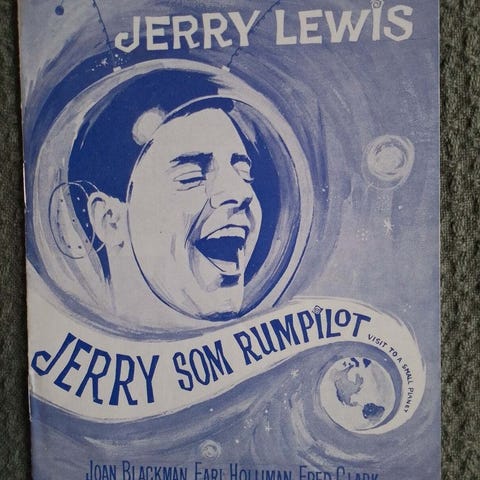 JERRY LEWIS
JERRY SOM RUMPILOT
VISIT TO A SMALL PLANET
JOAN BLACKMAN EARL HOLLIMAN FRED CLARK